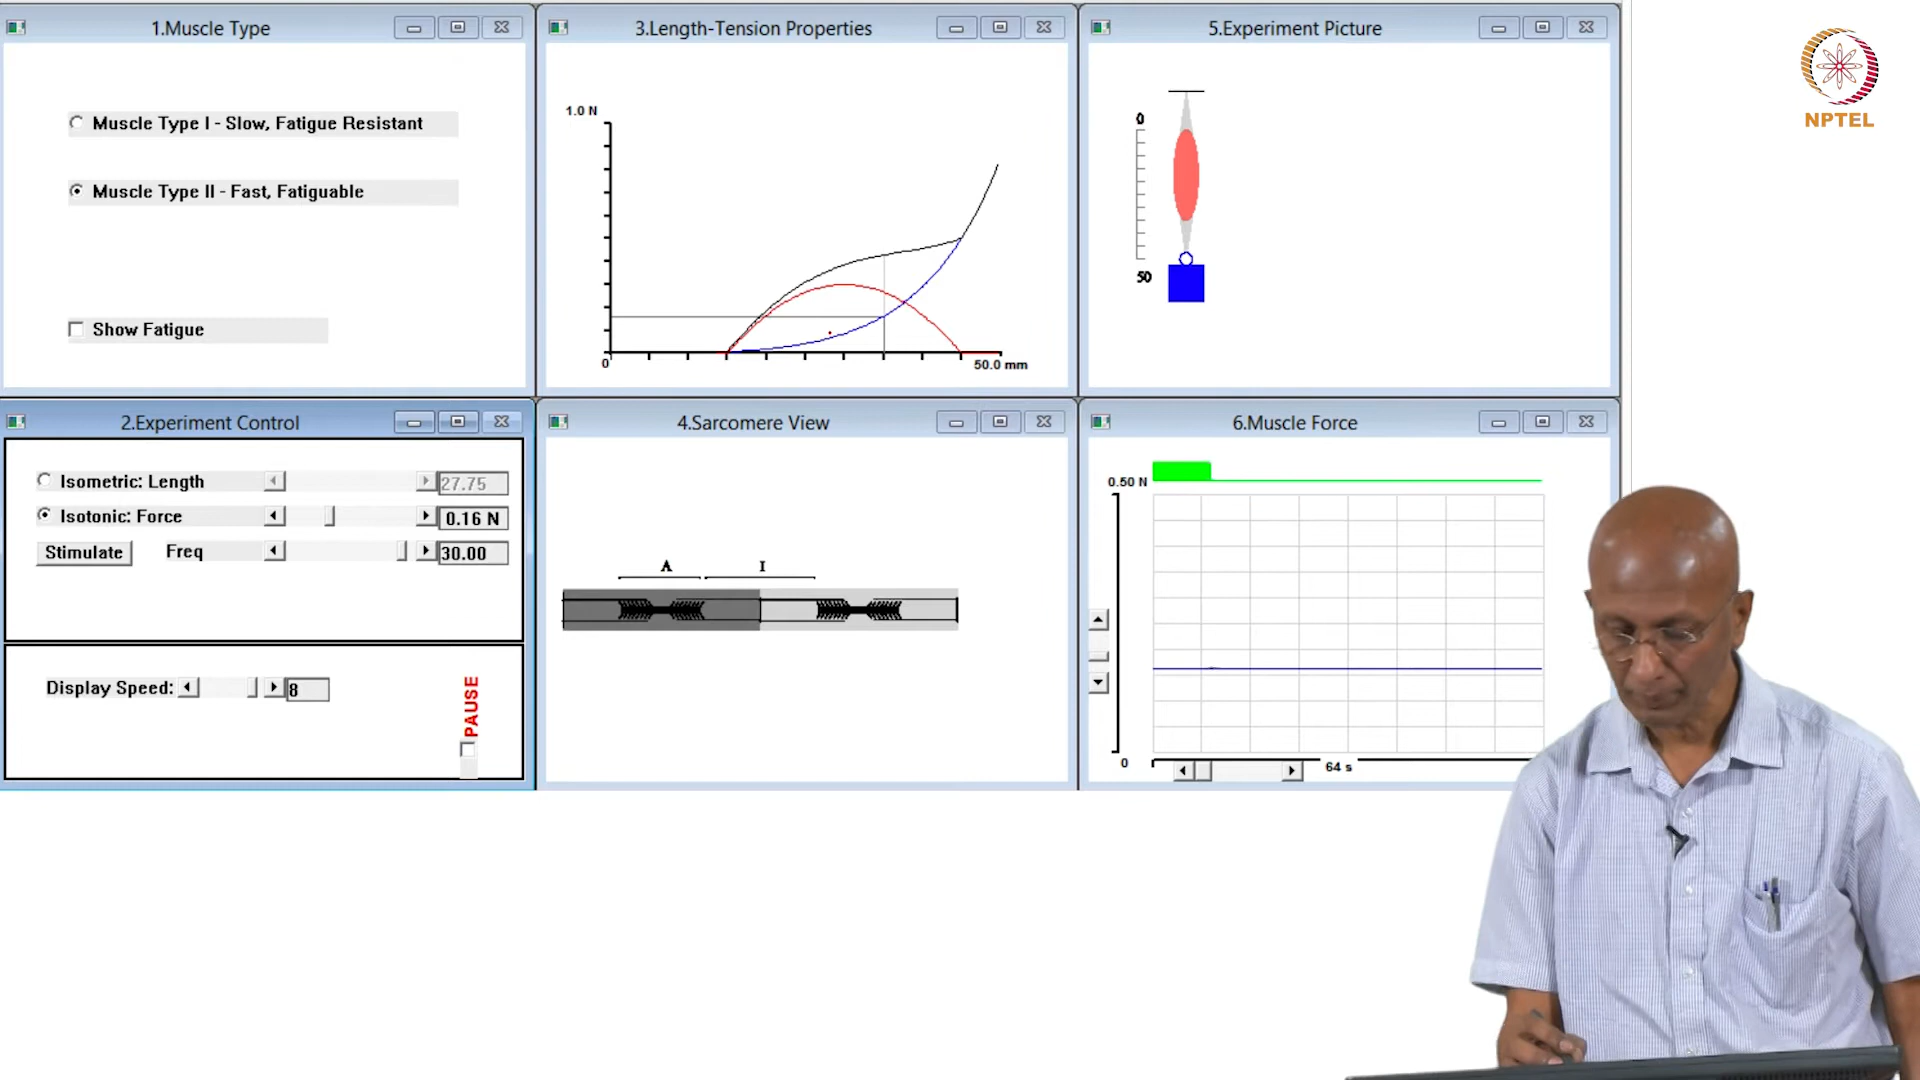 1.Muscle Type
Muscle Type I - Slow, Fatigue Resistant
Muscle Type II - Fast, Fatiguable
Show Fatigue
2.Experiment Control
Isometric: Length
27.75
Isotonic: Force
0.16 N
Stimulate
Freq
30.00
Display Speed:
8
PAUSE
3.Length-Tension Properties
1.0 N
0
50.0 mm
4.Sarcomere View
A
I
5.Experiment Picture
0
50
6.Muscle Force
0.50 N
0
64 s
NPTEL